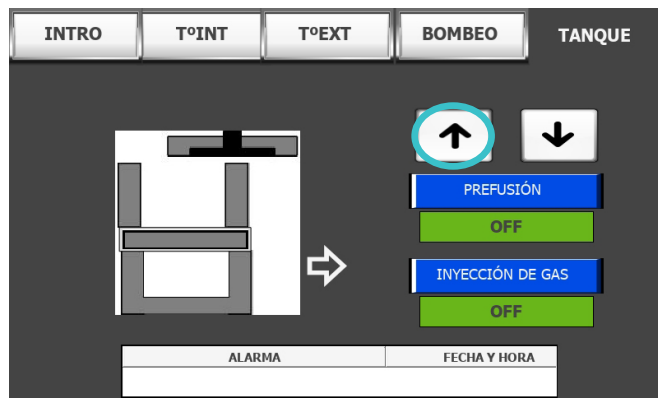 INTRO TºINT TºEXT BOMBEO TANQUE
PREFUSIÓN
OFF
INYECCIÓN DE GAS
OFF
ALARMA FECHA Y HORA